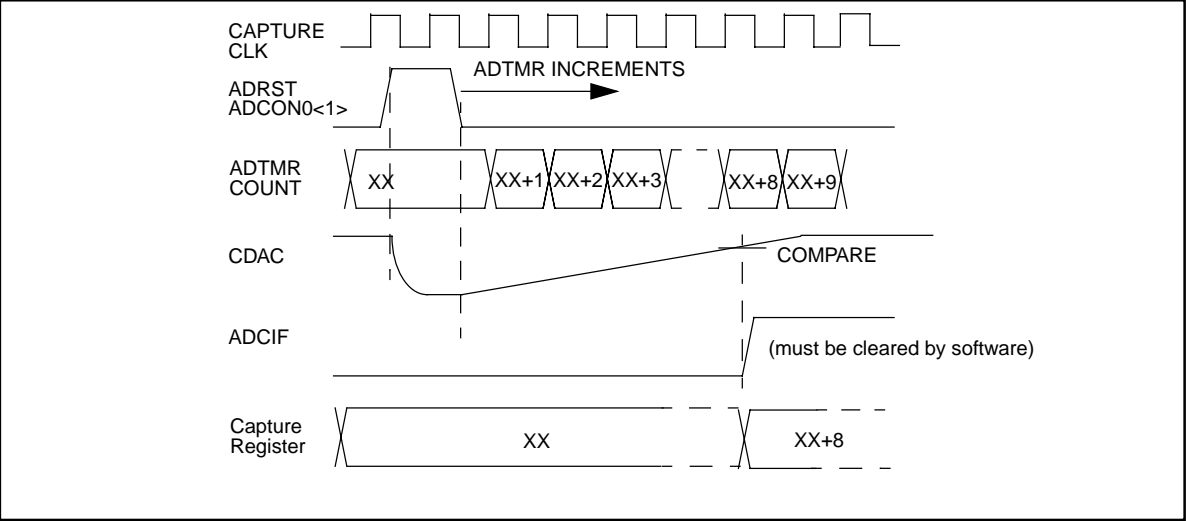 CAPTURE
CLK
ADTMR INCREMENTS
ADRST
ADCON0<1>
ADTMR
COUNT
XX
XX+1
XX+2
XX+3
XX+8
XX+9
CDAC
COMPARE
ADCIF
(must be cleared by software)
Capture
Register
XX
XX+8